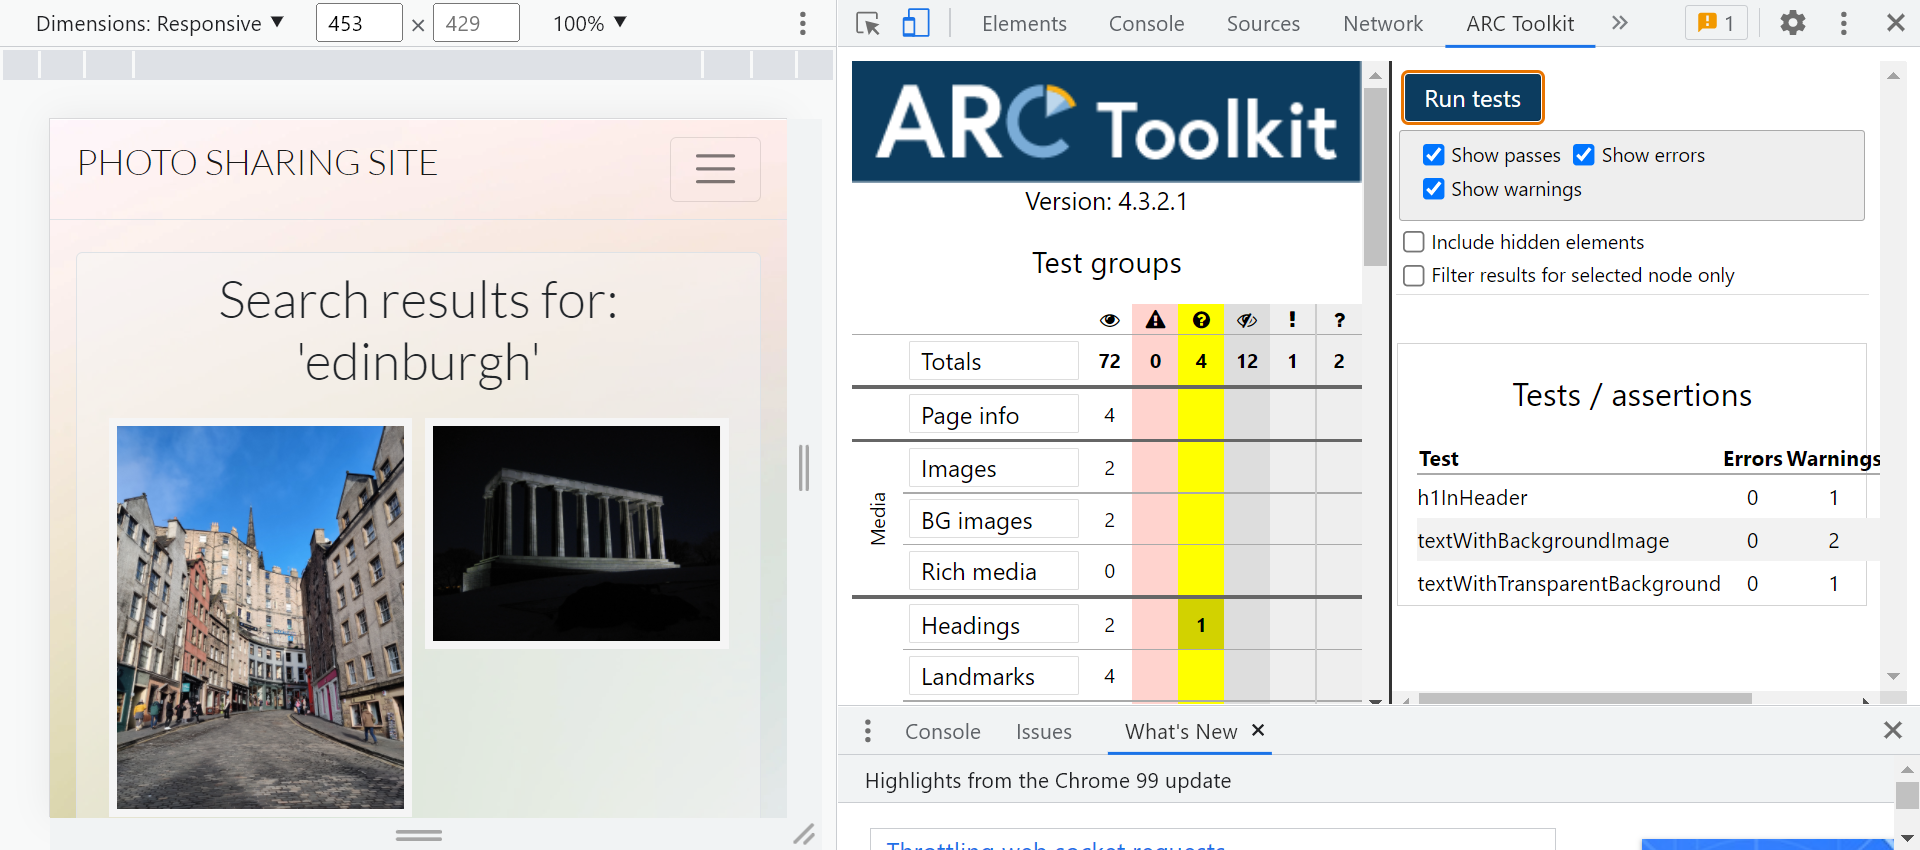 Dimensions: Responsive ▼ 453 × 429 100% ▼
Elements Console Sources Network ARC Toolkit » 1
PHOTO SHARING SITE
Search results for:
'edinburgh'
ARC Toolkit
Version: 4.3.2.1
Test groups
! ?
Totals 72 0 4 12 1 2
Page info 4
Media
Images 2
BG images 2
Rich media 0
Headings 2 1
Landmarks 4
Run tests
Show passes Show errors
Show warnings
Include hidden elements
Filter results for selected node only
Tests / assertions
Test Errors Warnings
h1InHeader 0 1
textWithBackgroundImage 0 2
textWithTransparentBackground 0 1
Console Issues What's New ×
Highlights from the Chrome 99 update
Throttling web socket requests